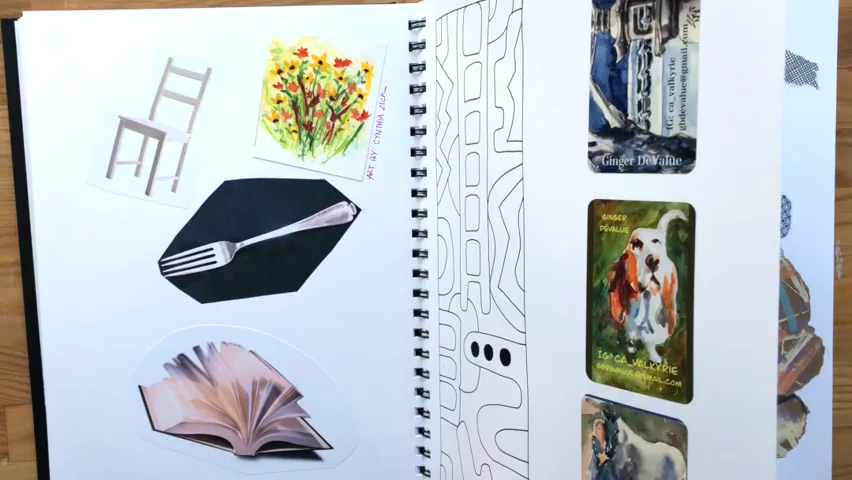 ART BY: CYNTHIA ZICK
IG: ca_valkyrie
gbdevalue@gmail.com
Ginger DeValue
GINGER
DEVALUE
IG: CA_VALKYRIE
GBDEVALUE@GMAIL.COM